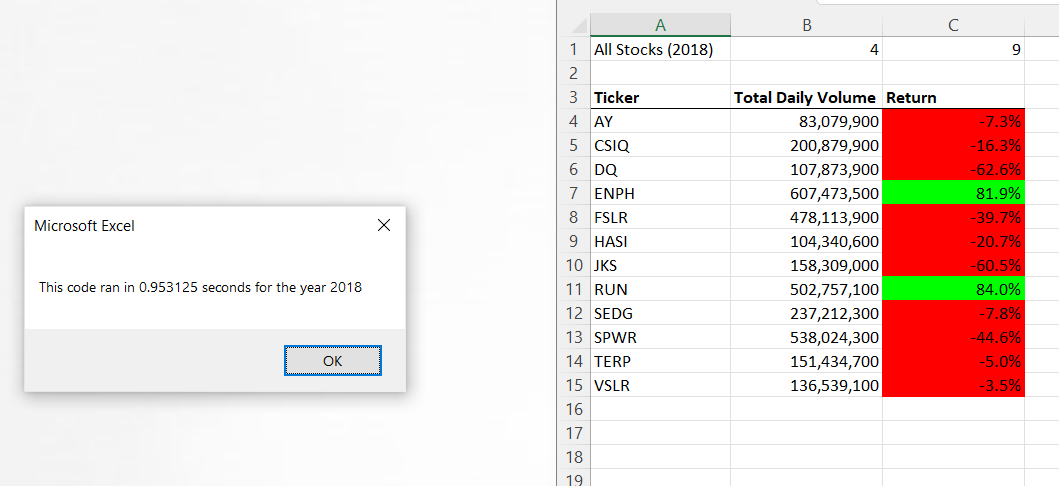 Microsoft Excel
This code ran in 0.953125 seconds for the year 2018
OK
A B C
1 All Stocks (2018) 4 9
2
3 Ticker Total Daily Volume Return
4 AY 83,079,900 -7.3%
5 CSIQ 200,879,900 -16.3%
6 DQ 107,873,900 -62.6%
7 ENPH 607,473,500 81.9%
8 FSLR 478,113,900 -39.7%
9 HASI 104,340,600 -20.7%
10 JKS 158,309,000 -60.5%
11 RUN 502,757,100 84.0%
12 SEDG 237,212,300 -7.8%
13 SPWR 538,024,300 -44.6%
14 TERP 151,434,700 -5.0%
15 VSLR 136,539,100 -3.5%
16
17
18
19